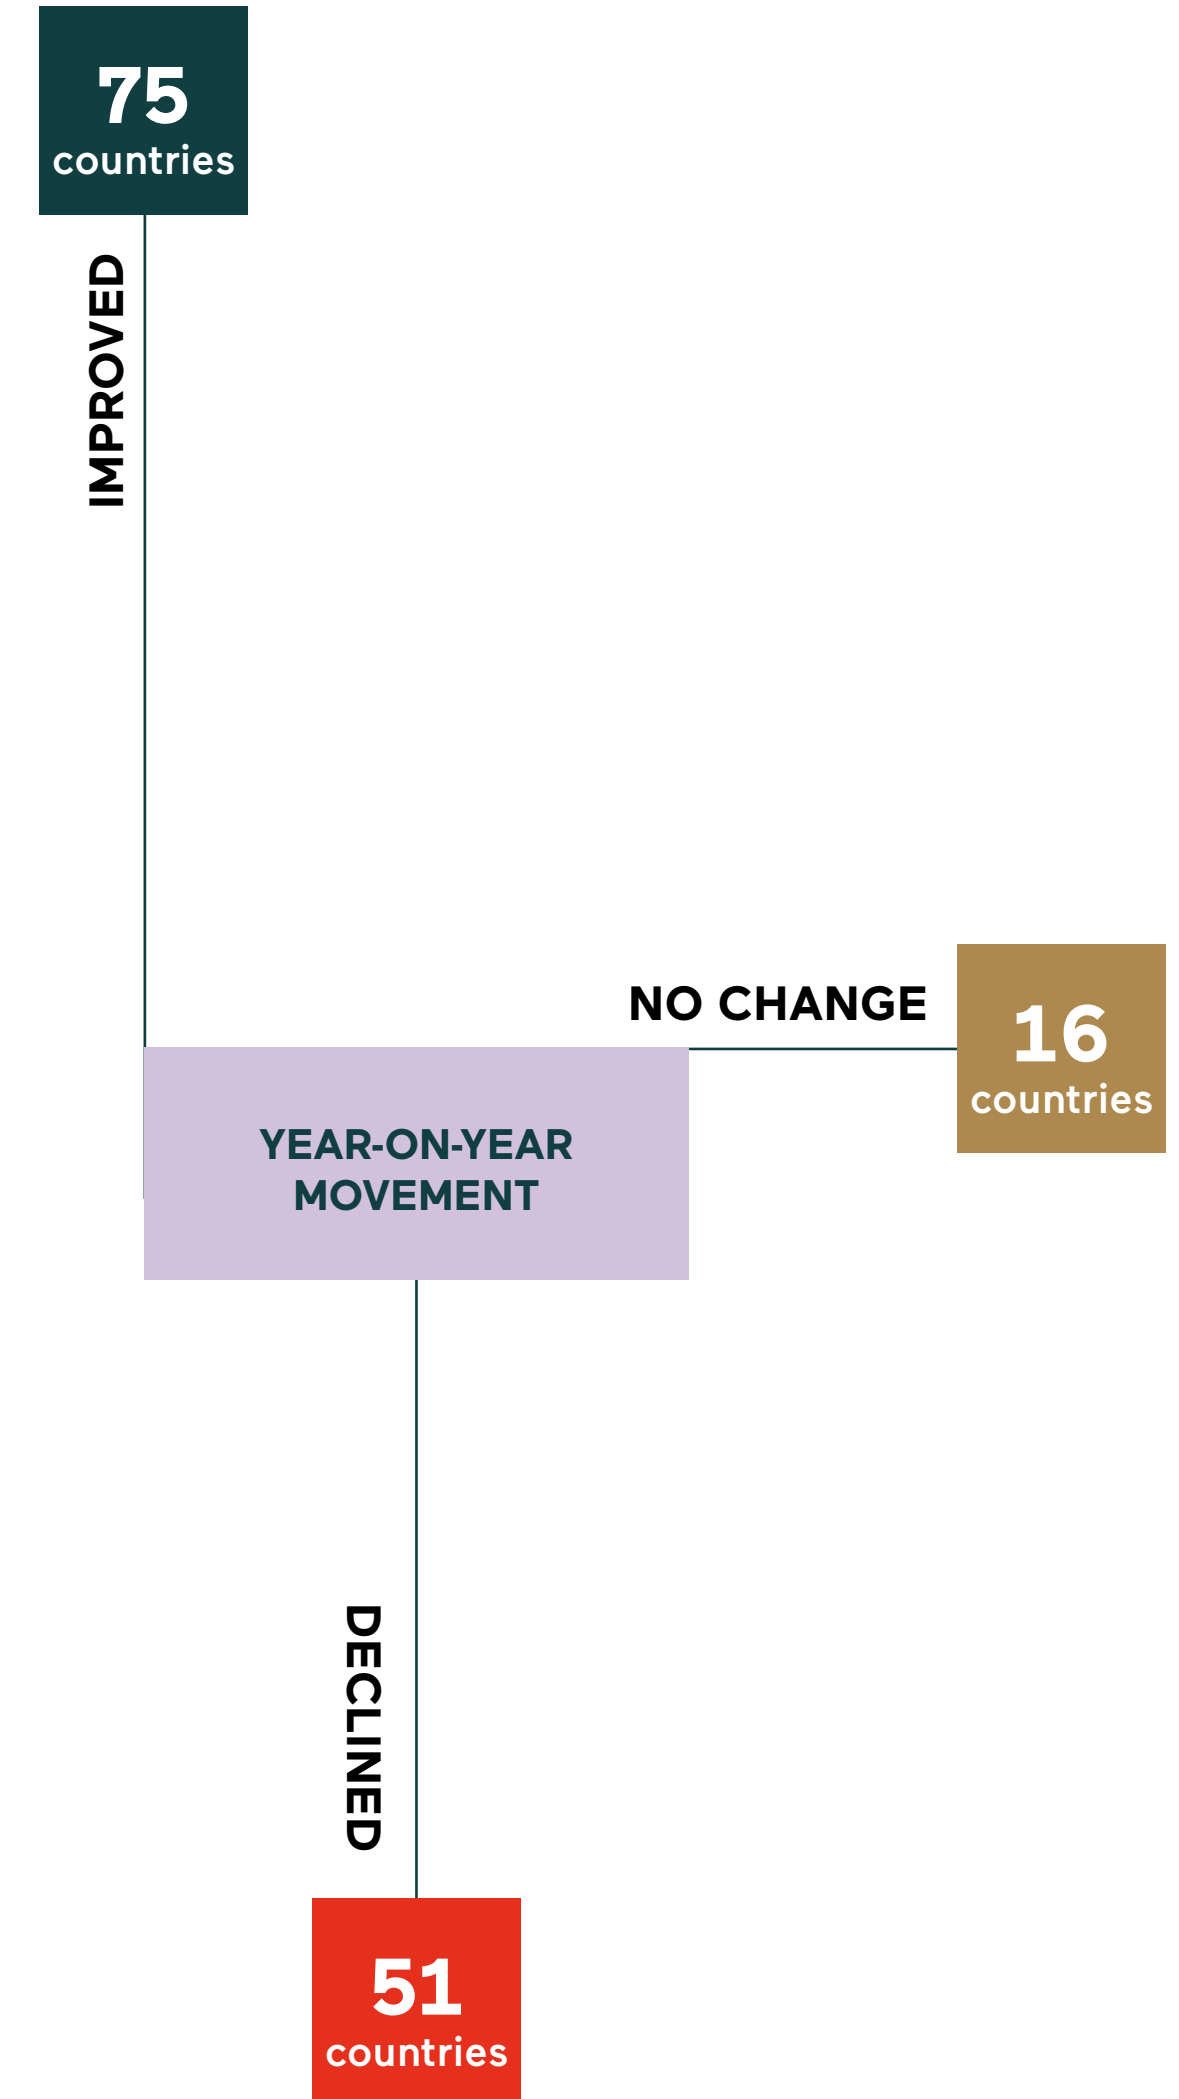 75
countries
IMPROVED
NO CHANGE
16
countries
YEAR-ON-YEAR
MOVEMENT
DECLINED
51
countries